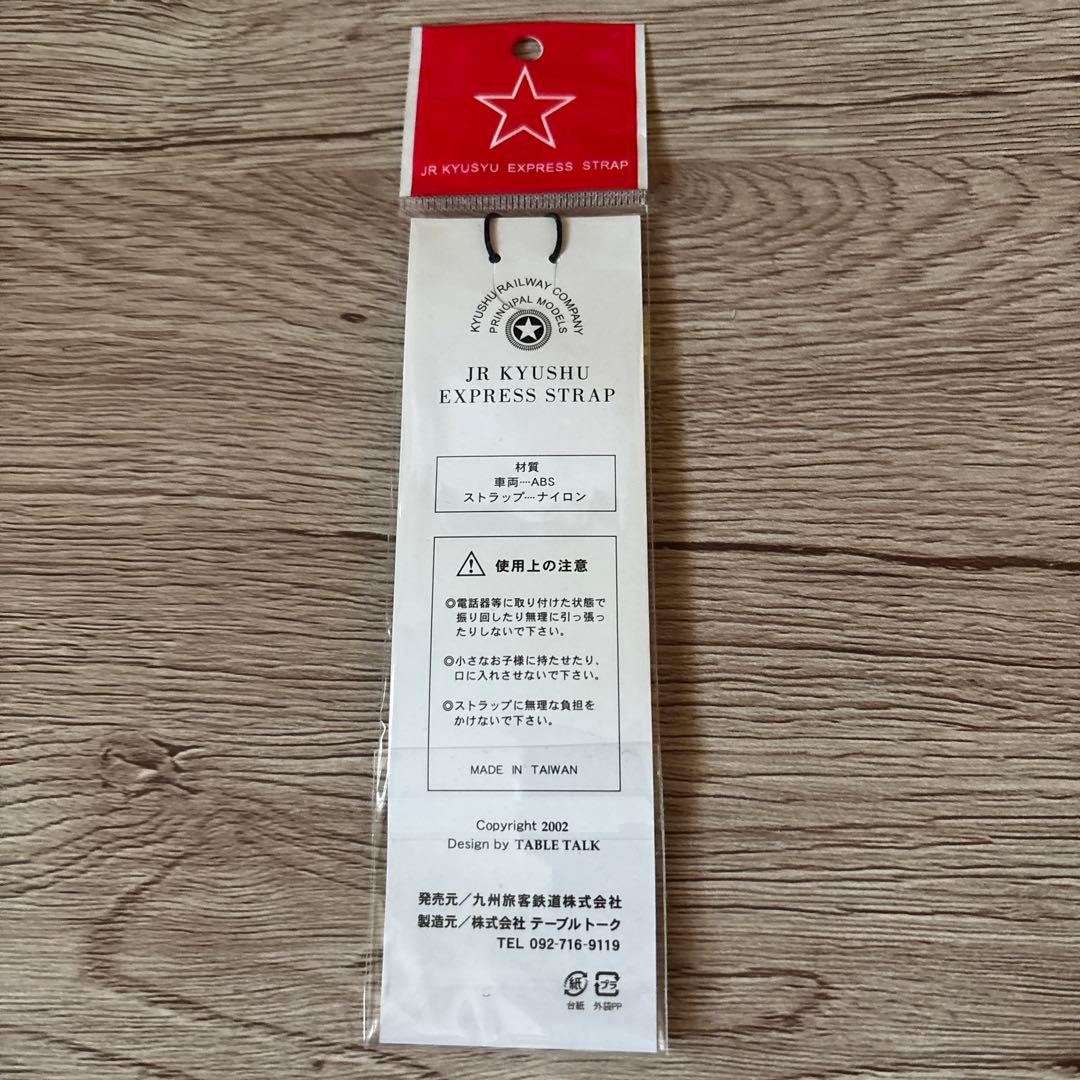 JR KYUSYU EXPRESS STRAP
KYUSHU RAILWAY COMPANY
PRINCIPAL MODELS
JR KYUSHU
EXPRESS STRAP
材質
車両‥‥ABS
ストラップ‥‥ナイロン
使用上の注意
◎電話器等に取り付けた状態で
振り回したり無理に引っ張っ
たりしないで下さい。
◎小さなお子様に持たせたり、
口に入れさせないで下さい。
◎ストラップに無理な負担を
かけないで下さい。
MADE IN TAIWAN
Copyright 2002
Design by TABLE TALK
発売元／九州旅客鉄道株式会社
製造元／株式会社 テーブルトーク
TEL 092-716-9119
紙 プラ
台紙 外袋PP